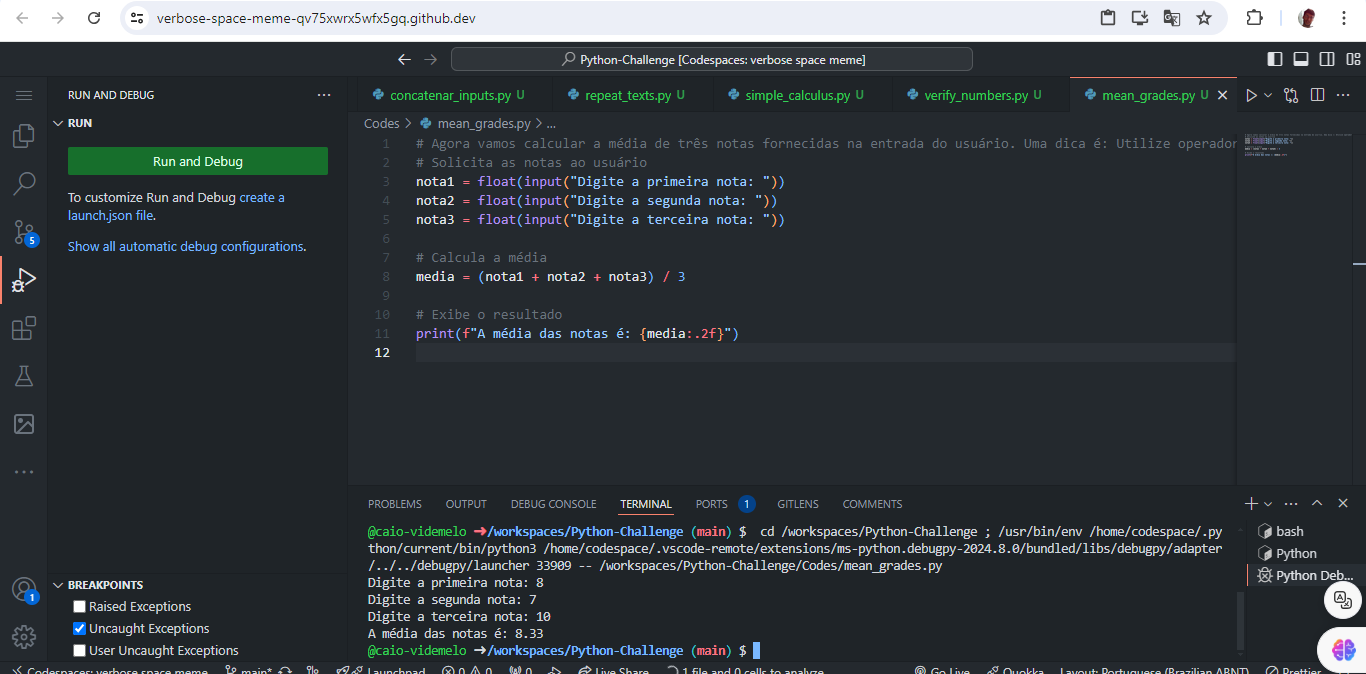 verbose-space-meme-qv75xwrx5wfx5gq.github.dev
Python-Challenge [Codespaces: verbose space meme]
RUN AND DEBUG
RUN
Run and Debug
To customize Run and Debug create a
launch.json file.
Show all automatic debug configurations.
5
1
BREAKPOINTS
Raised Exceptions
Uncaught Exceptions
User Uncaught Exceptions
concatenar_inputs.py U
repeat_texts.py U
simple_calculus.py U
verify_numbers.py U
mean_grades.py U
Codes > mean_grades.py > ...
1 # Agora vamos calcular a média de três notas fornecidas na entrada do usuário. Uma dica é: Utilize operador
2 # Solicita as notas ao usuário
3 nota1 = float(input("Digite a primeira nota: "))
4 nota2 = float(input("Digite a segunda nota: "))
5 nota3 = float(input("Digite a terceira nota: "))
6
7 # Calcula a média
8 media = (nota1 + nota2 + nota3) / 3
9
10 # Exibe o resultado
11 print(f"A média das notas é: {media:.2f}")
12
PROBLEMS OUTPUT DEBUG CONSOLE TERMINAL PORTS 1 GITLENS COMMENTS
@caio-videmelo ➜/workspaces/Python-Challenge (main) $ cd /workspaces/Python-Challenge ; /usr/bin/env /home/codespace/.py
thon/current/bin/python3 /home/codespace/.vscode-remote/extensions/ms-python.debugpy-2024.8.0/bundled/libs/debugpy/adapter
/../../debugpy/launcher 33909 -- /workspaces/Python-Challenge/Codes/mean_grades.py
Digite a primeira nota: 8
Digite a segunda nota: 7
Digite a terceira nota: 10
A média das notas é: 8.33
@caio-videmelo ➜/workspaces/Python-Challenge (main) $
bash
Python
Python Deb...
Codespaces: verbose space meme main* Launchpad 0 0 0 Live Share 1 file and 0 cells to analyze Go Live Quokka Layout: Portuguese (Brazilian ABNT) Prettier